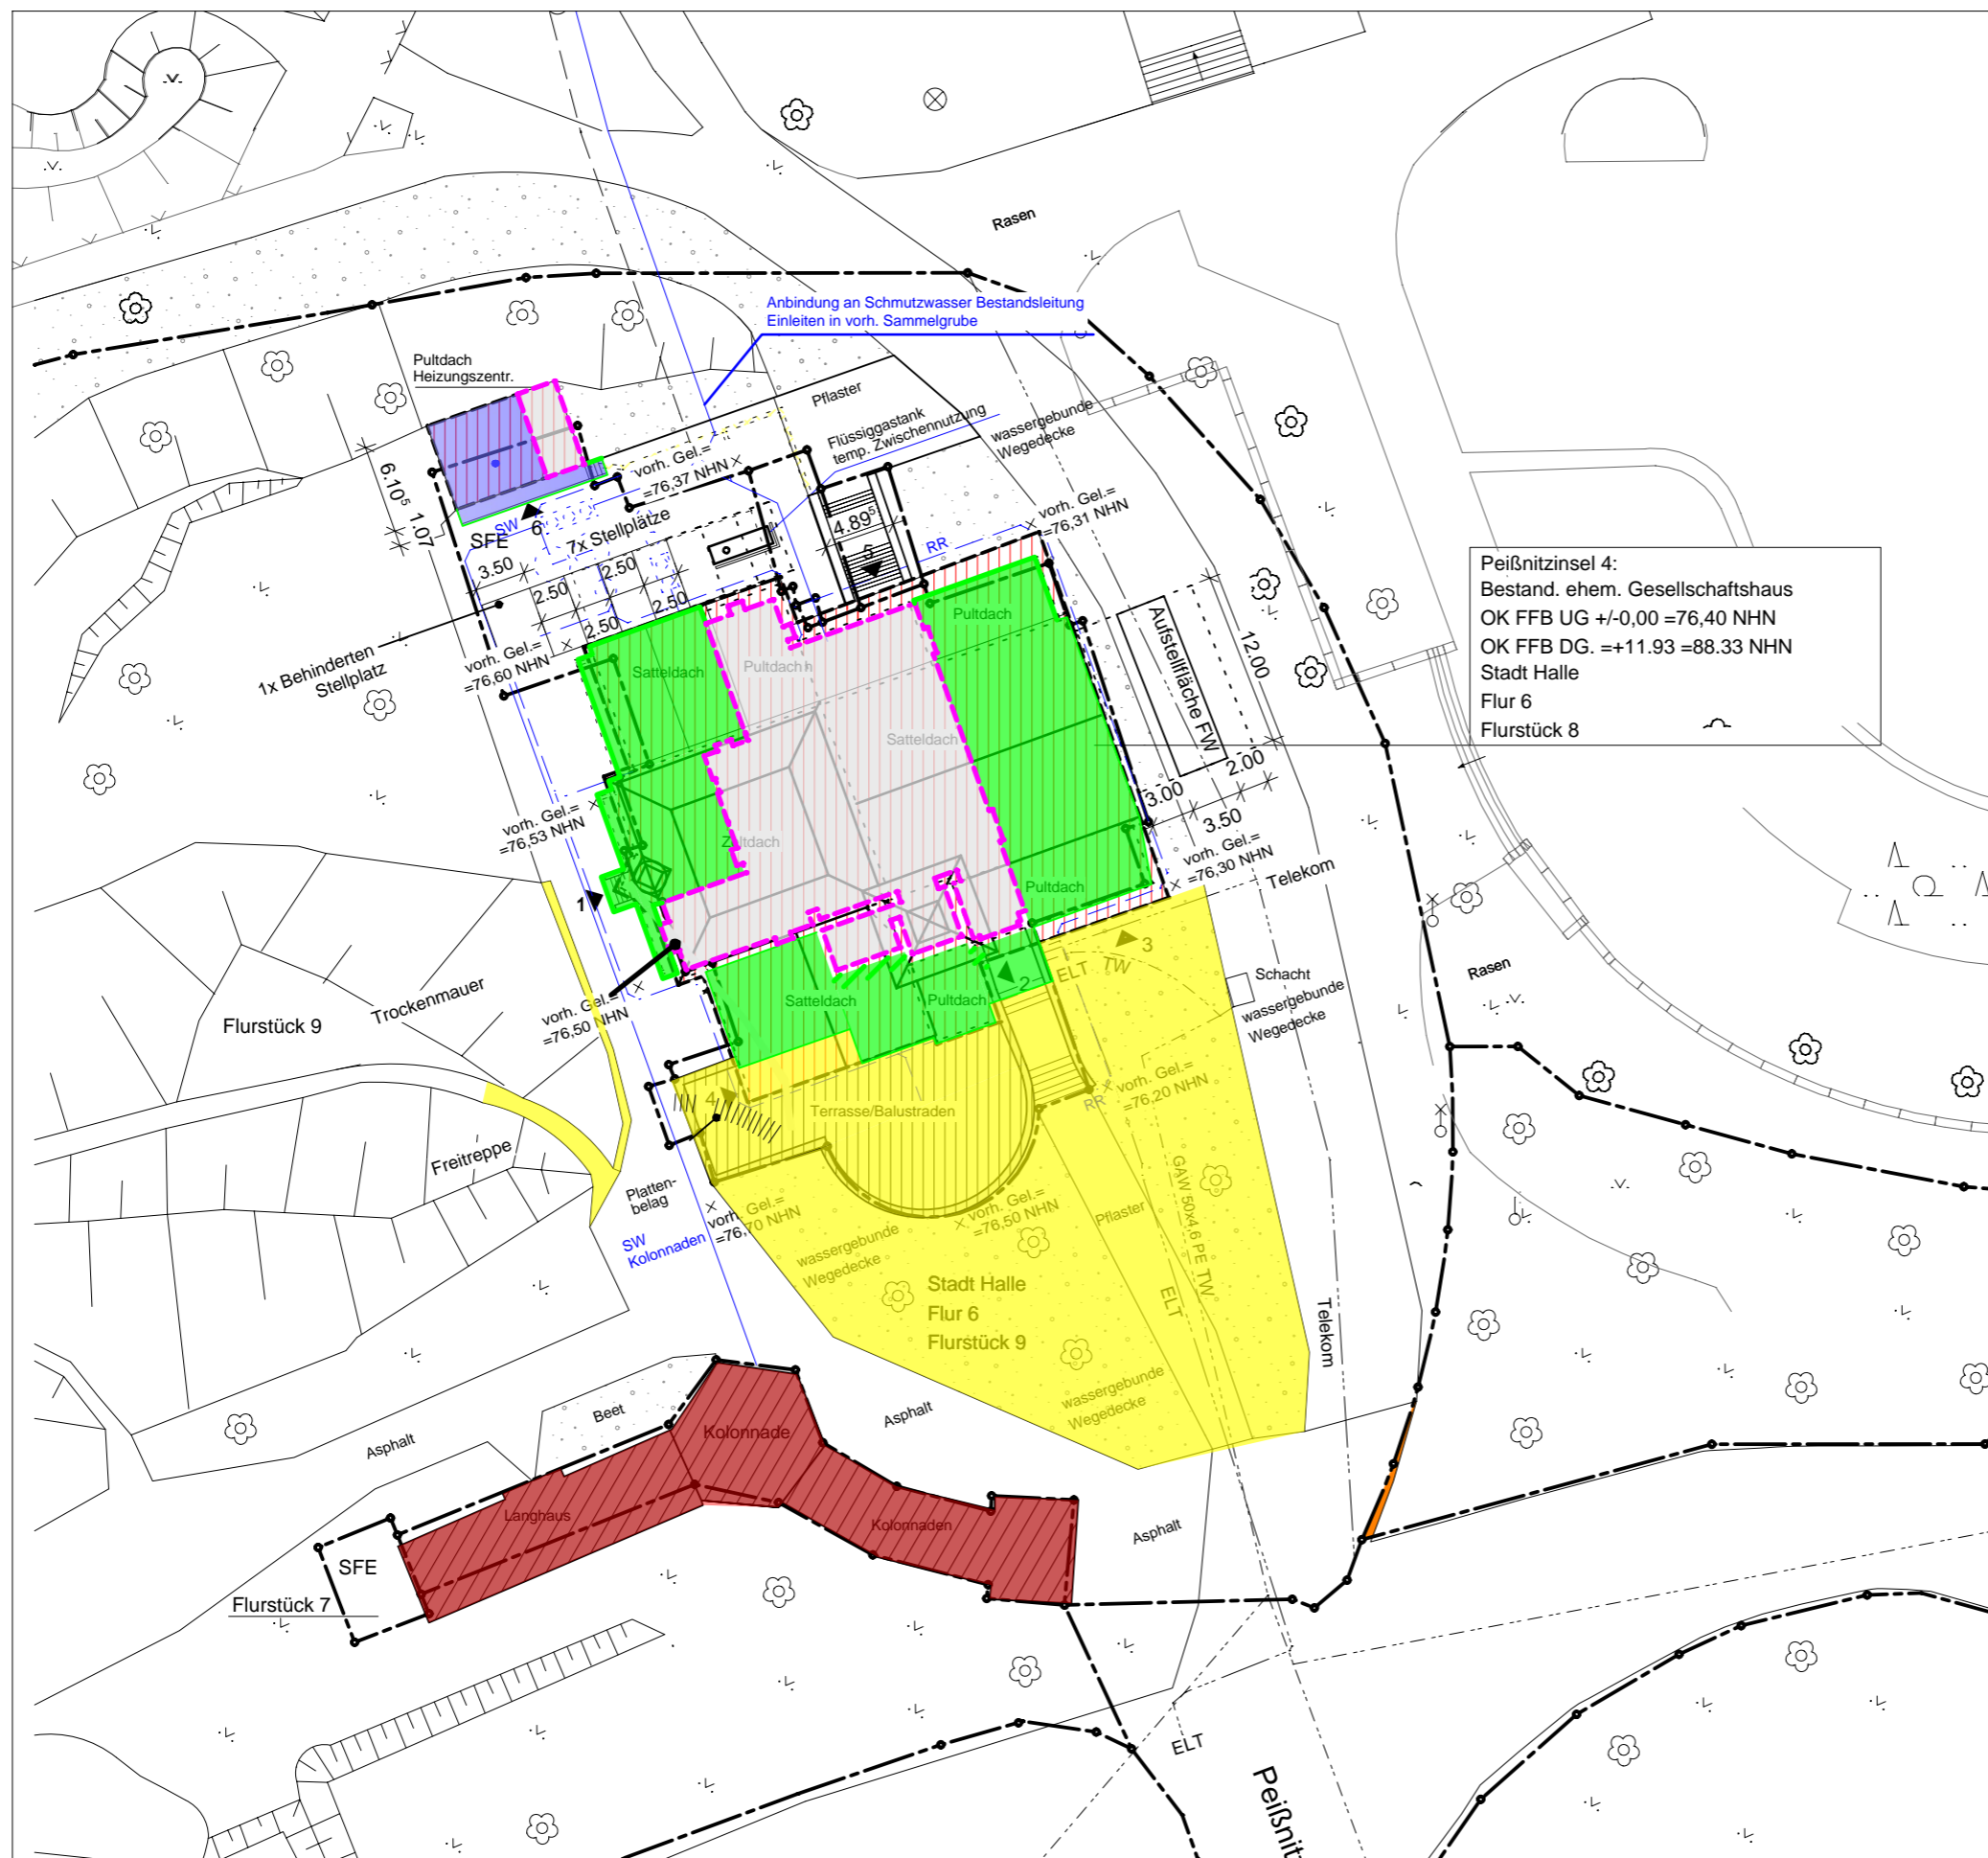 Rasen
Anbindung an Schmutzwasser Bestandsleitung
Einleiten in vorh. Sammelgrube
Pultdach
Heizungszentr.
Pflaster
Flüssiggastank
temp. Zwischennutzung
wassergebunde
Wegedecke
vorh. Gel.=
=76,37 NHN
6.10⁵
1.07
SW
6
SFE
7x Stellplätze
4.89⁵
5
RR
vorh. Gel.=
=76,31 NHN
3.50
2.50
2.50
2.50
2.50
Peißnitzinsel 4:
Bestand. ehem. Gesellschaftshaus
OK FFB UG +/-0,00 =76,40 NHN
OK FFB DG. =+11.93 =88.33 NHN
Stadt Halle
Flur 6
Flurstück 8
1x Behinderten
Stellplatz
vorh. Gel.=
=76,60 NHN
Satteldach
Pultdach
Pultdach
Aufstellfläche FW
12.00
Satteldach
2.00
3.00
3.50
vorh. Gel.=
=76,53 NHN
vorh. Gel.=
=76,30 NHN
Telekom
Pultdach
1
3
ELT
TW
2
Schacht
wassergebunde
Wegedecke
Rasen
Flurstück 9
Trockenmauer
vorh. Gel.=
=76,50 NHN
Satteldach
Pultdach
4
Terrasse/Balustraden
RR
vorh. Gel.=
=76,20 NHN
Freitreppe
Platten-
belag
vorh. Gel.=
=76,70 NHN
vorh. Gel.=
=76,50 NHN
Pflaster
GAW 50x4,6 PE TW
SW
Kolonnaden
wassergebunde
Wegedecke
Stadt Halle
Flur 6
Flurstück 9
ELT
Telekom
wassergebunde
Wegedecke
Beet
Asphalt
Kolonnade
Asphalt
Langhaus
Kolonnaden
Asphalt
SFE
Flurstück 7
ELT
Peißnit